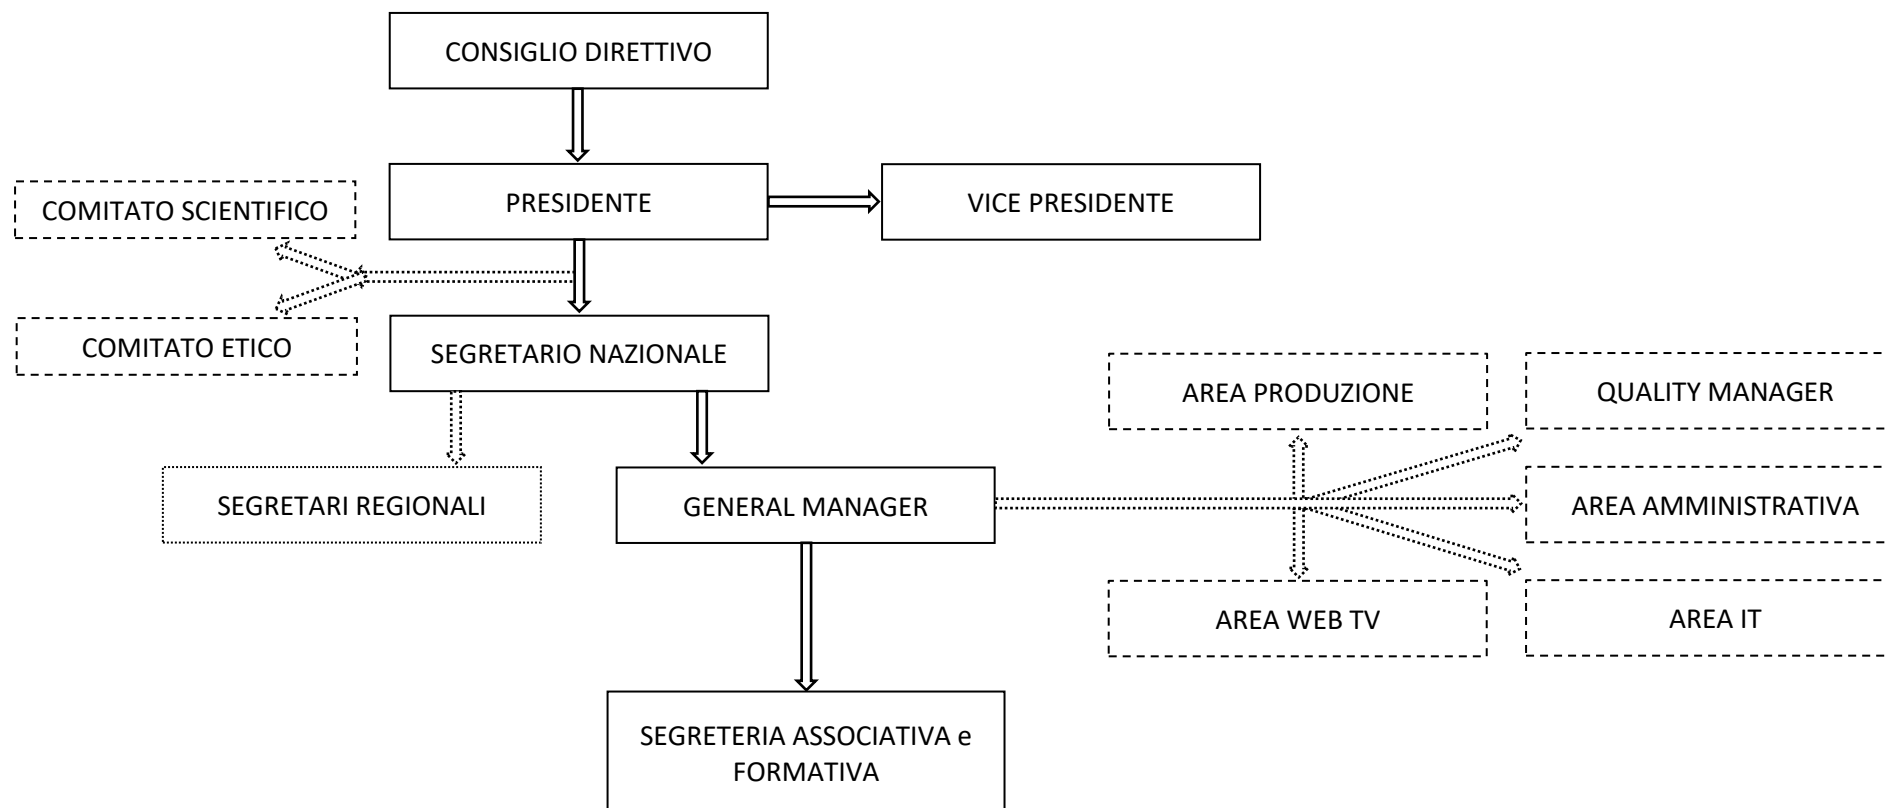 CONSIGLIO DIRETTIVO
PRESIDENTE
VICE PRESIDENTE
COMITATO SCIENTIFICO
COMITATO ETICO
SEGRETARIO NAZIONALE
AREA PRODUZIONE
QUALITY MANAGER
SEGRETARI REGIONALI
GENERAL MANAGER
AREA AMMINISTRATIVA
AREA WEB TV
AREA IT
SEGRETERIA ASSOCIATIVA e
FORMATIVA